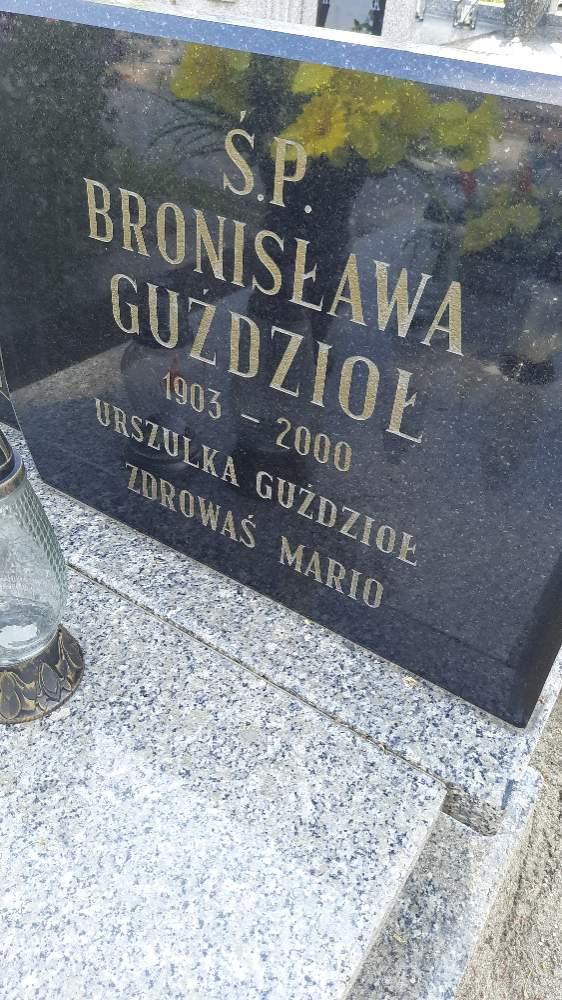 Ś.P.
BRONISŁAWA
GUŹDZIOŁ
1903 – 2000
URSZULKA GUŹDZIOŁ
ZDROWAŚ MARIO